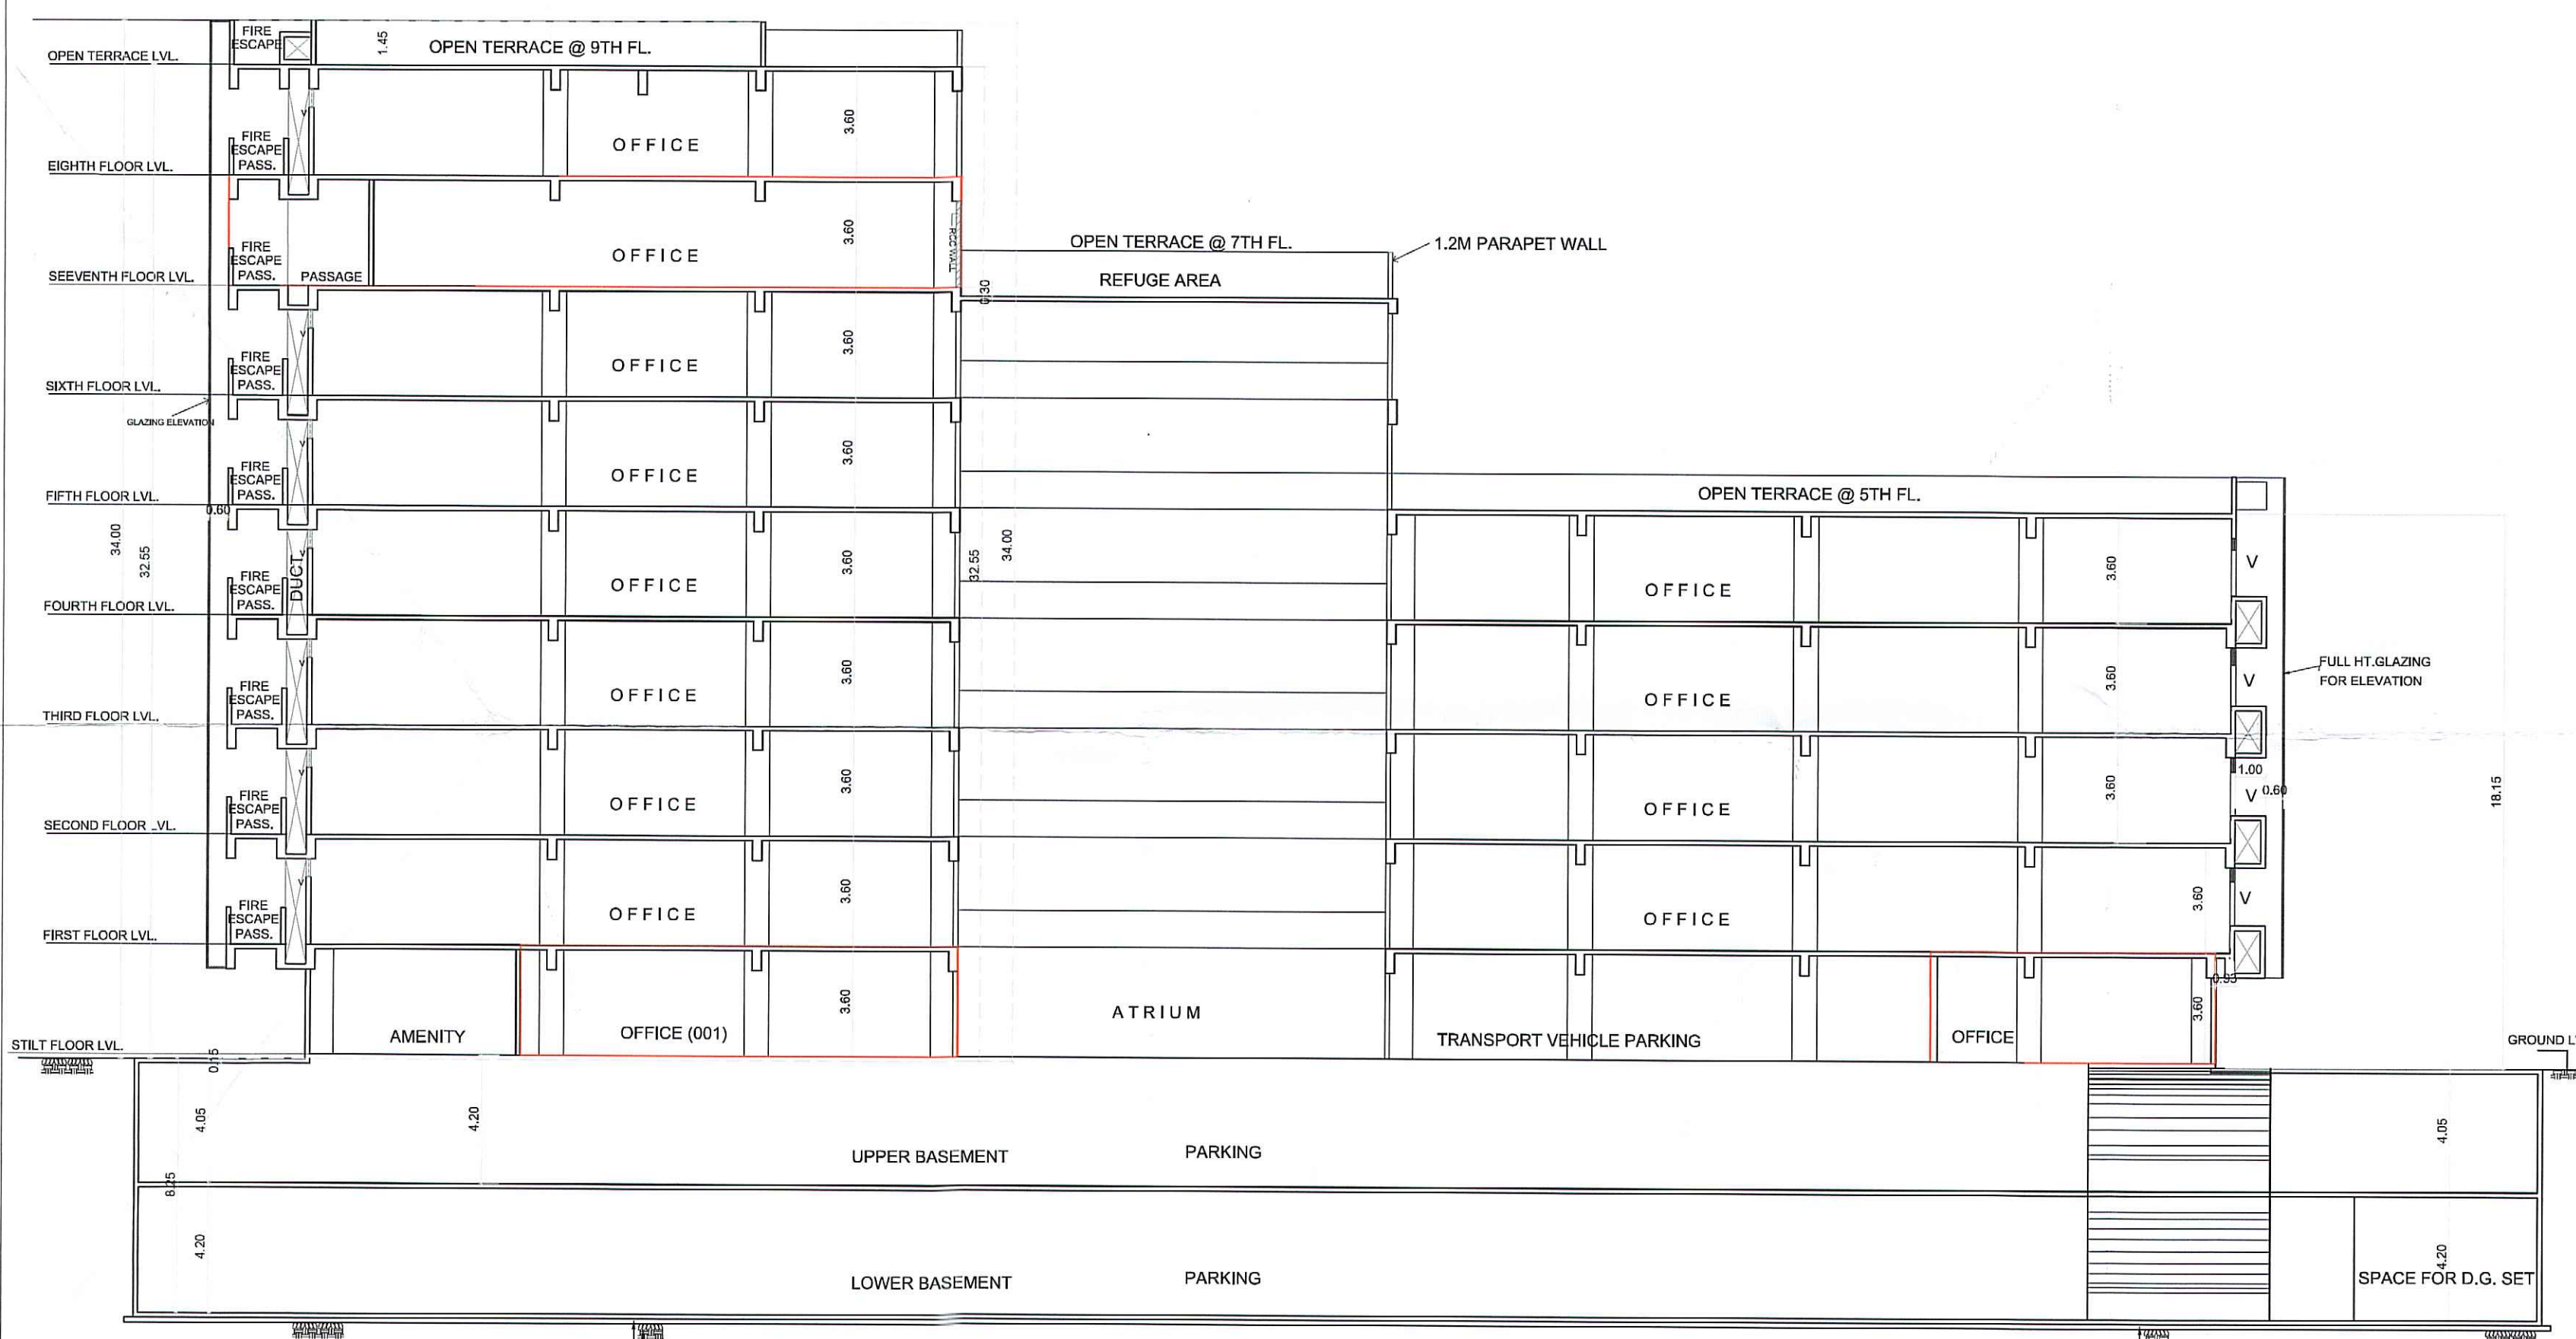 FIRE
ESCAPE
1.45
OPEN TERRACE @ 9TH FL.
OPEN TERRACE LVL.
V
FIRE
ESCAPE
PASS.
OFFICE
3.60
EIGHTH FLOOR LVL.
FIRE
ESCAPE
PASS.
PASSAGE
OFFICE
3.60
RCC WALL
OPEN TERRACE @ 7TH FL.
1.2M PARAPET WALL
REFUGE AREA
0.30
SEEVENTH FLOOR LVL.
V
FIRE
ESCAPE
PASS.
OFFICE
3.60
SIXTH FLOOR LVL.
GLAZING ELEVATION
V
FIRE
ESCAPE
PASS.
OFFICE
3.60
OPEN TERRACE @ 5TH FL.
FIFTH FLOOR LVL.
0.60
34.00
32.55
V
DUCT
FIRE
ESCAPE
PASS.
OFFICE
3.60
32.55
34.00
OFFICE
3.60
V
FOURTH FLOOR LVL.
V
FIRE
ESCAPE
PASS.
OFFICE
3.60
OFFICE
3.60
V
FULL HT.GLAZING
FOR ELEVATION
THIRD FLOOR LVL.
V
FIRE
ESCAPE
PASS.
OFFICE
3.60
OFFICE
3.60
1.00
V
0.60
18.15
SECOND FLOOR LVL.
V
FIRE
ESCAPE
PASS.
OFFICE
3.60
OFFICE
3.60
V
FIRST FLOOR LVL.
AMENITY
OFFICE (001)
3.60
ATRIUM
TRANSPORT VEHICLE PARKING
OFFICE
3.60
0.93
STILT FLOOR LVL.
0.15
GROUND
4.05
4.20
UPPER BASEMENT
PARKING
4.05
8.25
4.20
LOWER BASEMENT
PARKING
4.20
SPACE FOR D.G. SET